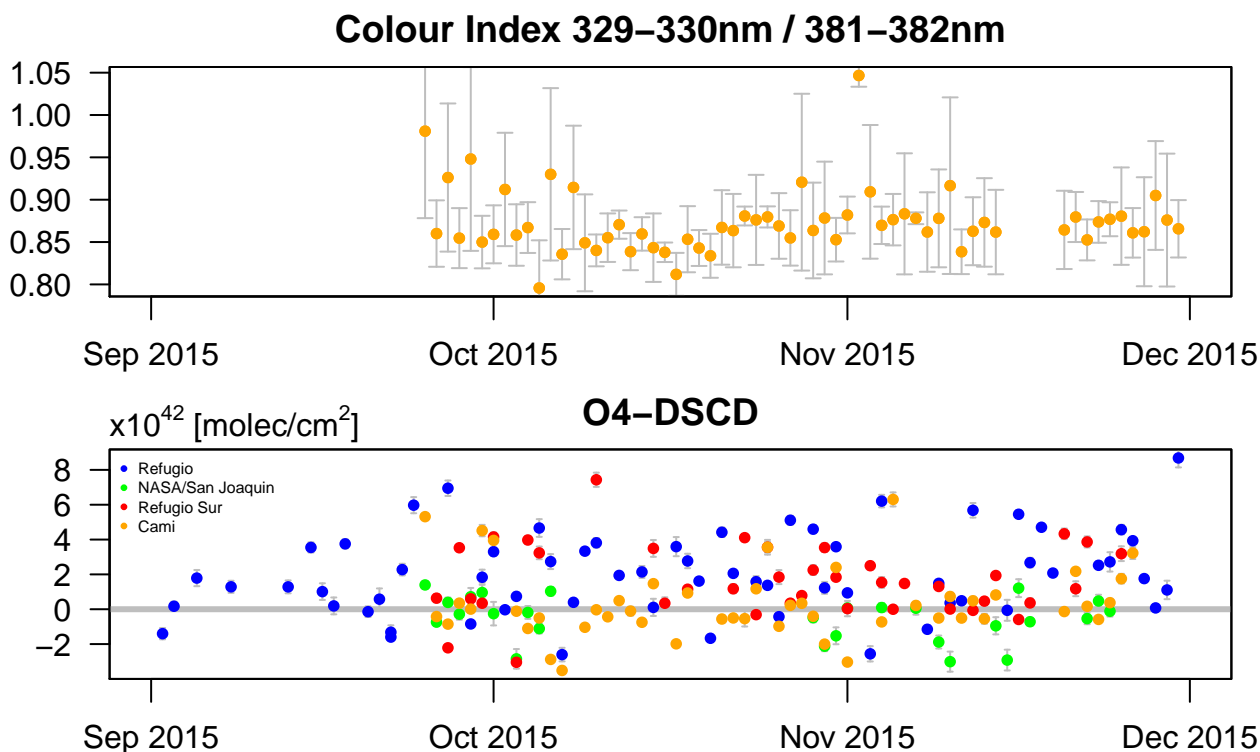 Colour Index 329−330nm / 381−382nm
1.05
1.00
0.95
0.90
0.85
0.80
Sep 2015 Oct 2015 Nov 2015 Dec 2015
x10^42 [molec/cm^2] O4−DSCD
8
6
4
2
0
−2
Refugio
NASA/San Joaquin
Refugio Sur
Cami
Sep 2015 Oct 2015 Nov 2015 Dec 2015